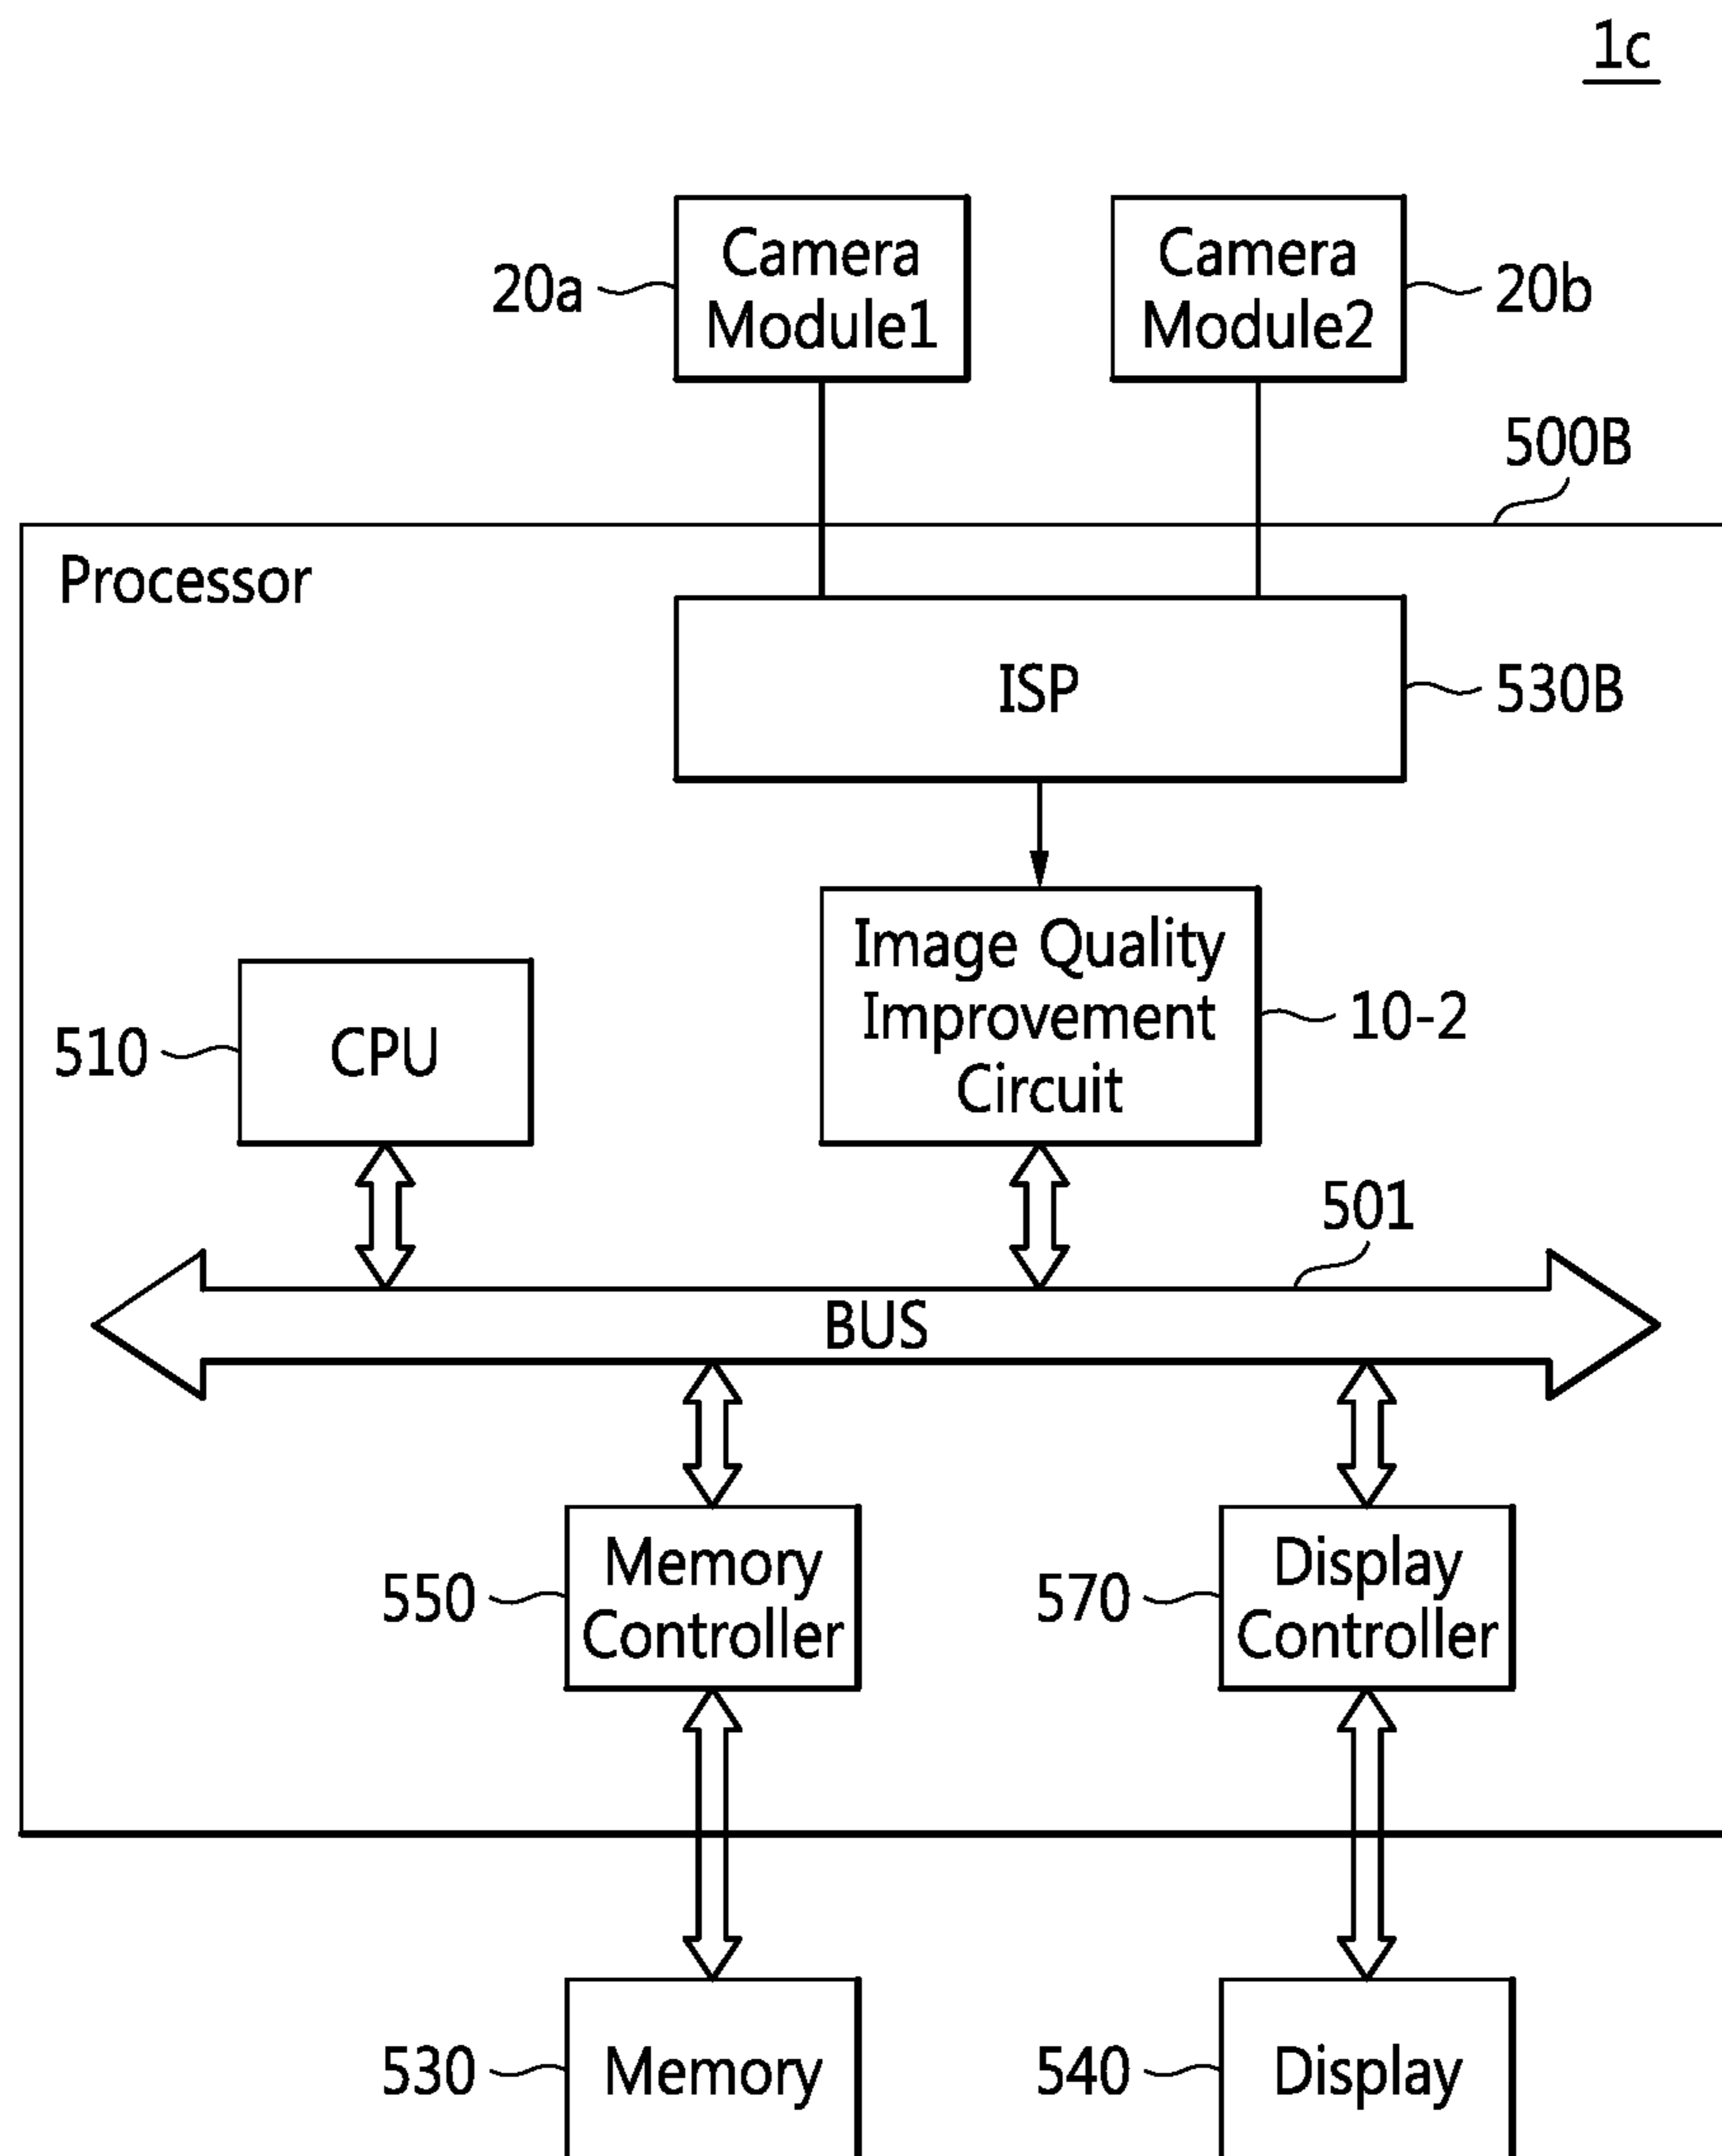 1c
Camera
Module1
Camera
Module2
20a
20b
500B
Processor
ISP
530B
Image Quality
Improvement
Circuit
10-2
510
CPU
501
BUS
550
Memory
Controller
570
Display
Controller
530
Memory
540
Display